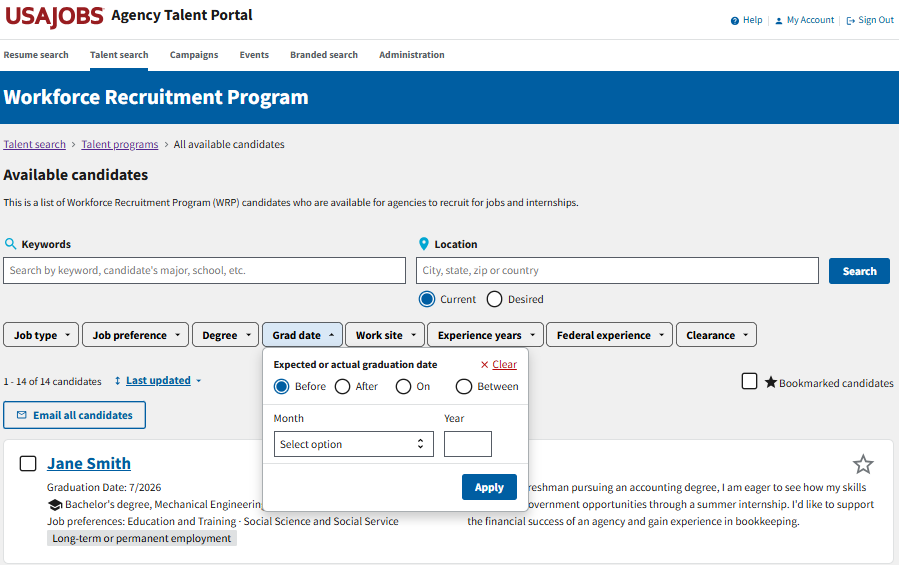 USAJOBS Agency Talent Portal
Help My Account Sign Out
Resume search Talent search Campaigns Events Branded search Administration
Workforce Recruitment Program
Talent search > Talent programs > All available candidates
Available candidates
This is a list of Workforce Recruitment Program (WRP) candidates who are available for agencies to recruit for jobs and internships.
Keywords Location
Search by keyword, candidate's major, school, etc. City, state, zip or country Search
Current Desired
Job type Job preference Degree Grad date Work site Experience years Federal experience Clearance
Expected or actual graduation date Clear
Before After On Between
Month Year
Select option
Apply
1 - 14 of 14 candidates Last updated Bookmarked candidates
Email all candidates
Jane Smith
Graduation Date: 7/2026
Bachelor's degree, Mechanical Engineering
Job preferences: Education and Training · Social Science and Social Service
Long-term or permanent employment
reshman pursuing an accounting degree, I am eager to see how my skills
overnment opportunities through a summer internship. I'd like to support
the financial success of an agency and gain experience in bookkeeping.